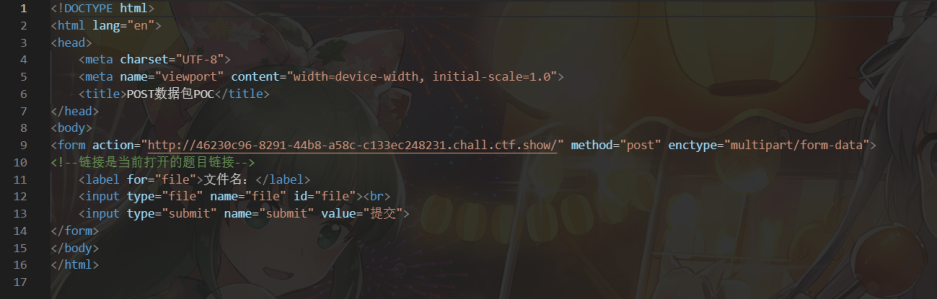 1 <!DOCTYPE html>
2 <html lang="en">
3 <head>
4     <meta charset="UTF-8">
5     <meta name="viewport" content="width=device-width, initial-scale=1.0">
6     <title>POST数据包POC</title>
7 </head>
8 <body>
9 <form action="http://46230c96-8291-44b8-a58c-c133ec248231.chall.ctf.show/" method="post" enctype="multipart/form-data">
10 <!--链接是当前打开的题目链接-->
11     <label for="file">文件名：</label>
12     <input type="file" name="file" id="file"><br>
13     <input type="submit" name="submit" value="提交">
14 </form>
15 </body>
16 </html>
17